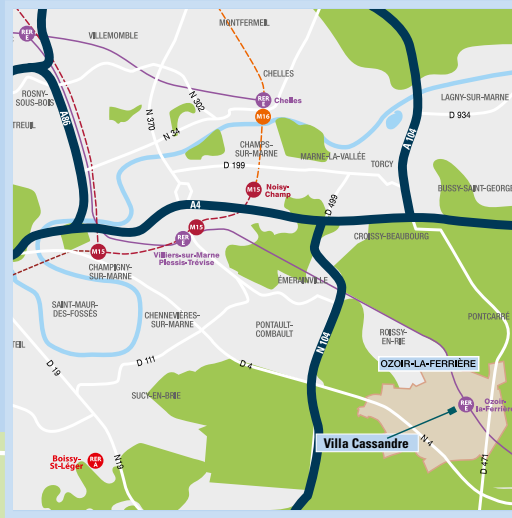 MONTFERMEIL
RER
E
VILLEMOMBLE
CHELLES
ROSNY-
SOUS-BOIS
RER
E
Chelles
LAGNY-SUR-MARNE
N 302
M16
A86
N 370
D 934
TREUIL
N 34
A 104
CHAMPS-
SUR-MARNE
MARNE-LA-VALLÉE
TORCY
D 199
M15
Noisy-
Champ
BUSSY-SAINT-GEORGE
D 499
A4
M15
RER
E
CROISSY-BEAUBOURG
M15
Villiers-sur-Marne
Plessis-Trévise
CHAMPIGNY-
SUR-MARNE
ÉMERAINVILLE
SAINT-MAUR-
DES-FOSSÉS
CHENNEVIÈRES-
SUR-MARNE
PONTAULT-
COMBAULT
N 104
ROISSY-
EN-RIE
PONTCARRÉ
TEIL
D 19
D 111
D 4
OZOIR-LA-FERRIÈRE
SUCY-EN-BRIE
RER
E
Ozoir-
la-Ferrière
Villa Cassandre
N 4
Boissy-
St-Léger
RER
A
N19
D 471